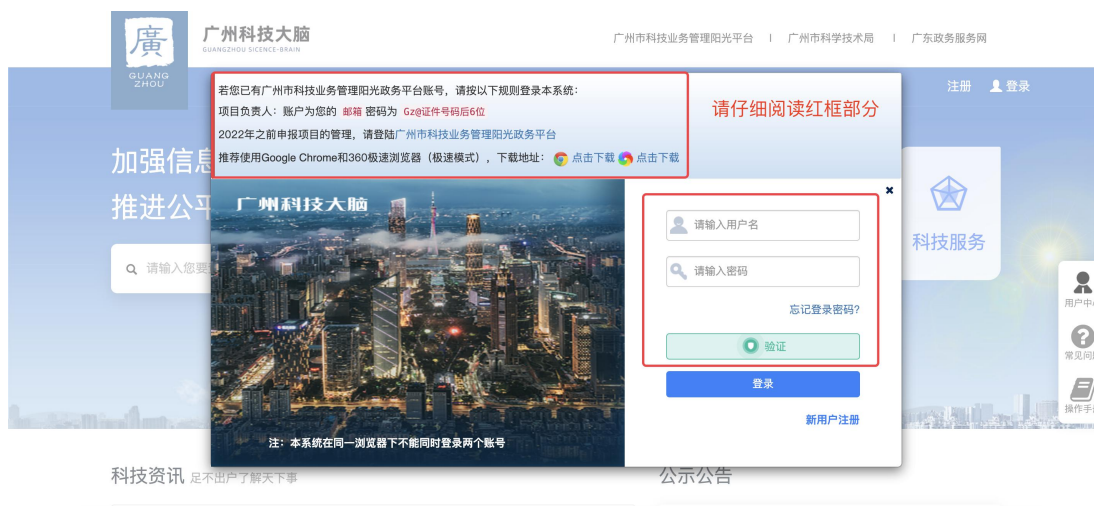 廣
GUANG
ZHOU
广州科技大脑
GUANGZHOU SICENCE-BRAIN
广州市科技业务管理阳光平台 | 广州市科学技术局 | 广东政务服务网
注册 登录
若您已有广州市科技业务管理阳光政务平台账号，请按以下规则登录本系统：
项目负责人：账户为您的 邮箱 密码为 Gz@证件号码后6位
2022年之前申报项目的管理，请登陆广州市科技业务管理阳光政务平台
推荐使用Google Chrome和360极速浏览器（极速模式），下载地址： 点击下载 点击下载
请仔细阅读红框部分
加强信息
推进公平
请输入您要
广州科技大脑
注：本系统在同一浏览器下不能同时登录两个账号
请输入用户名
请输入密码
忘记登录密码?
验证
登录
新用户注册
科技服务
用户中心
常见问题
操作手
科技资讯 足不出户了解天下事
公示公告